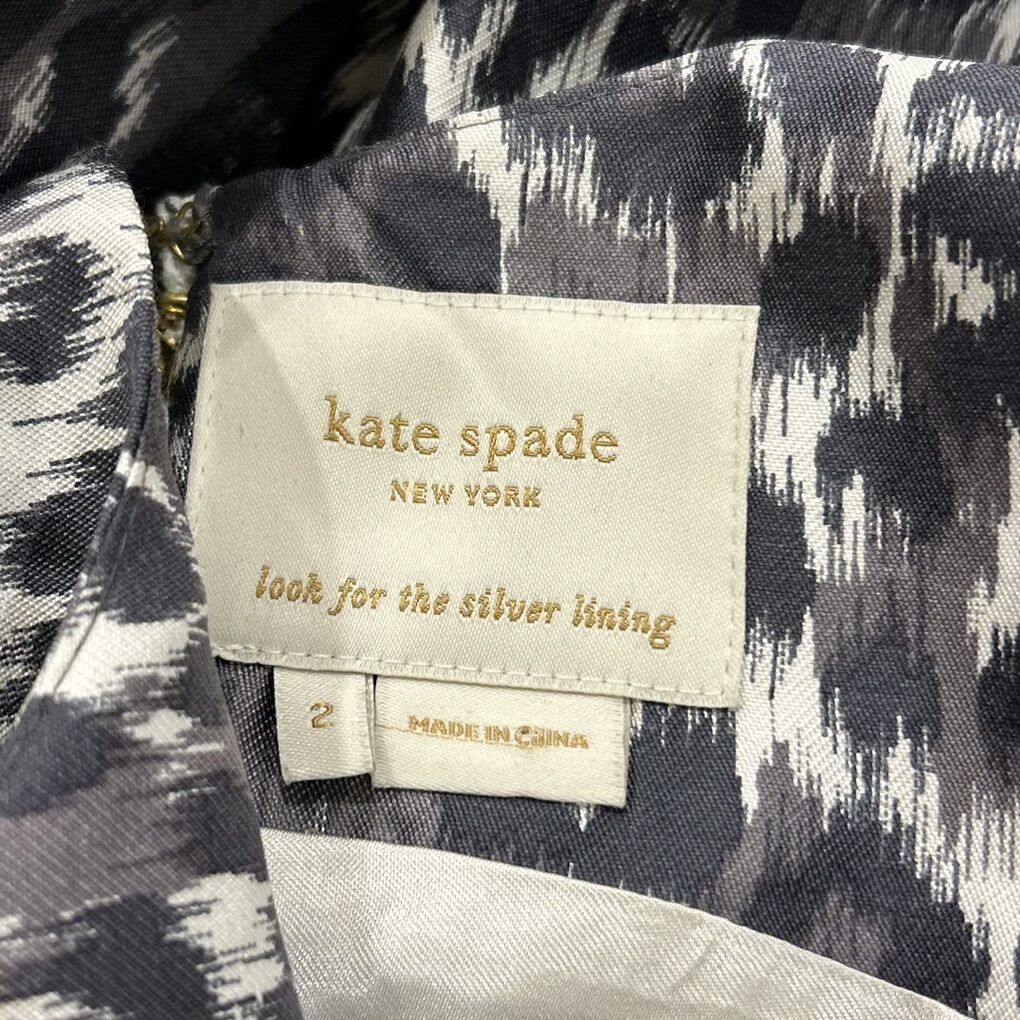 kate spade
NEW YORK
look for the silver lining
2
MADE IN CHINA